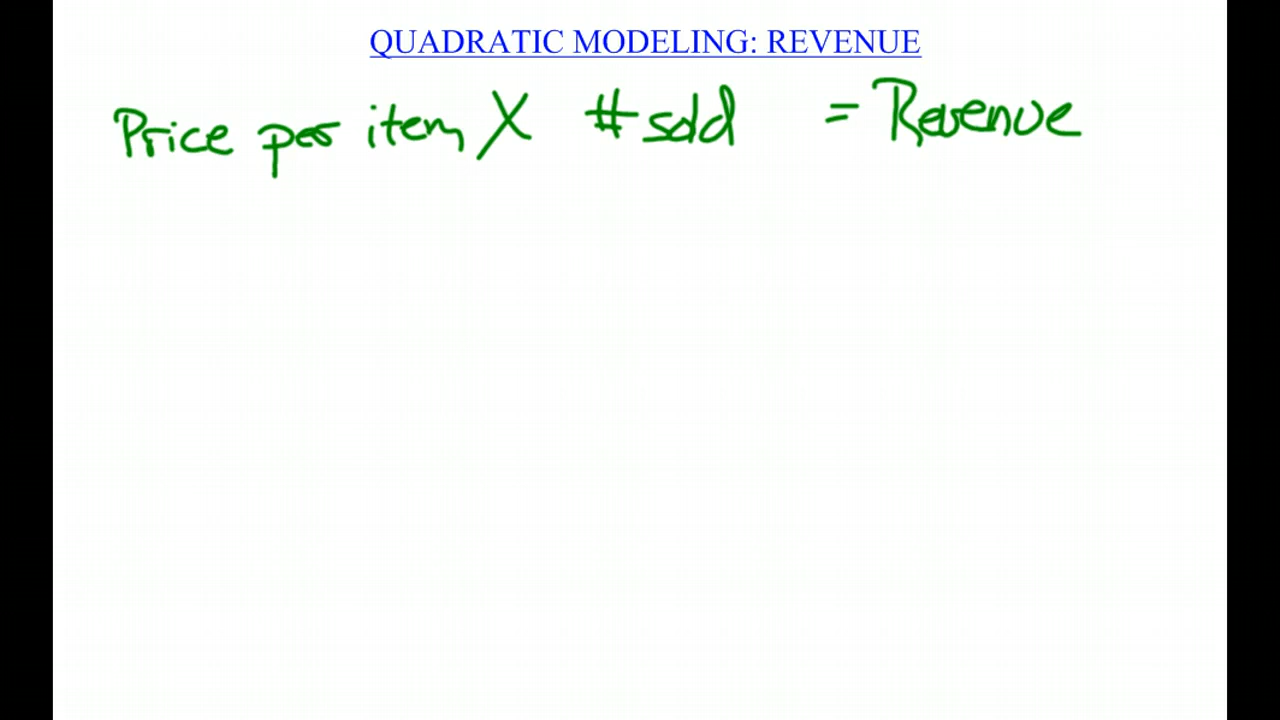 QUADRATIC MODELING: REVENUE
Price per item X # sold = Revenue